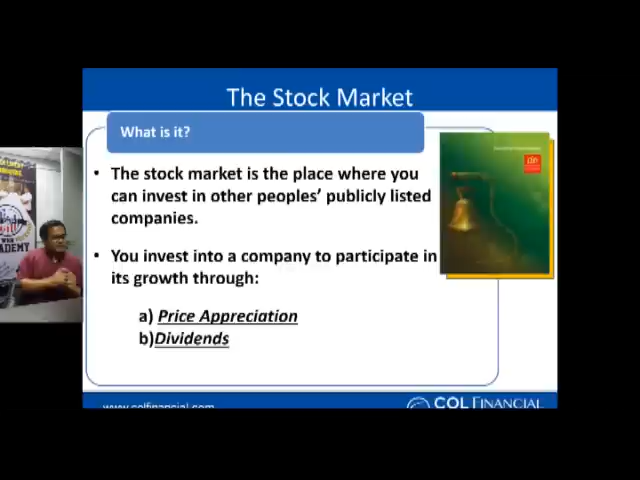 The Stock Market
What is it?
• The stock market is the place where you
can invest in other peoples' publicly listed
companies.
• You invest into a company to participate in
its growth through:
a) Price Appreciation
b)Dividends
www.colfinancial.com
COL FINANCIAL